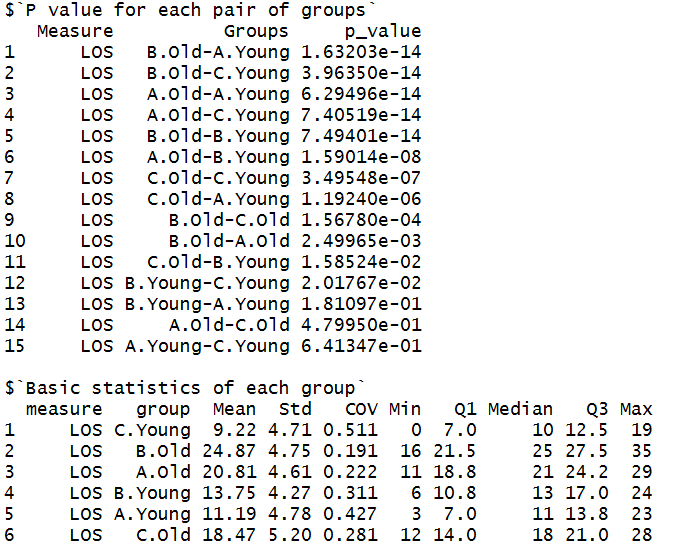 $`P value for each pair of groups`
Measure Groups p_value
1 LOS B.Old-A.Young 1.63203e-14
2 LOS B.Old-C.Young 3.96350e-14
3 LOS A.Old-A.Young 6.29496e-14
4 LOS A.Old-C.Young 7.40519e-14
5 LOS B.Old-B.Young 7.49401e-14
6 LOS A.Old-B.Young 1.59014e-08
7 LOS C.Old-C.Young 3.49548e-07
8 LOS C.Old-A.Young 1.19240e-06
9 LOS B.Old-C.Old 1.56780e-04
10 LOS B.Old-A.Old 2.49965e-03
11 LOS C.Old-B.Young 1.58524e-02
12 LOS B.Young-C.Young 2.01767e-02
13 LOS B.Young-A.Young 1.81097e-01
14 LOS A.Old-C.Old 4.79950e-01
15 LOS A.Young-C.Young 6.41347e-01
$`Basic statistics of each group`
measure group Mean Std COV Min Q1 Median Q3 Max
1 LOS C.Young 9.22 4.71 0.511 0 7.0 10 12.5 19
2 LOS B.Old 24.87 4.75 0.191 16 21.5 25 27.5 35
3 LOS A.Old 20.81 4.61 0.222 11 18.8 21 24.2 29
4 LOS B.Young 13.75 4.27 0.311 6 10.8 13 17.0 24
5 LOS A.Young 11.19 4.78 0.427 3 7.0 11 13.8 23
6 LOS C.Old 18.47 5.20 0.281 12 14.0 18 21.0 28